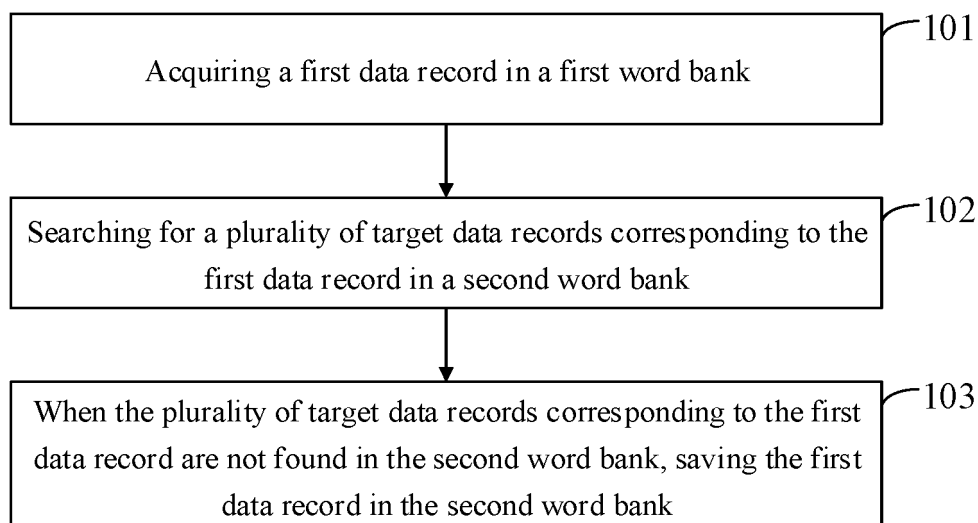 101
Acquiring a first data record in a first word bank
102
Searching for a plurality of target data records corresponding to the
first data record in a second word bank
103
When the plurality of target data records corresponding to the first
data record are not found in the second word bank, saving the first
data record in the second word bank